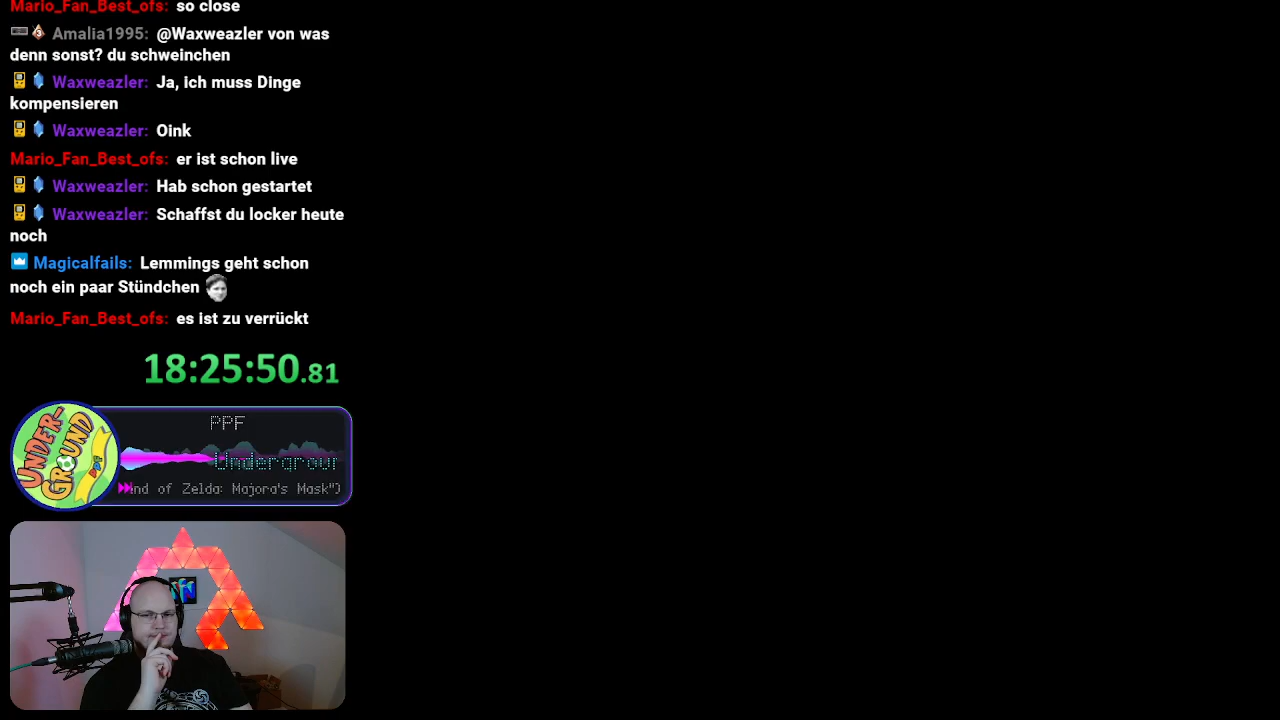 Mario_Fan_Best_ofs: so close
Amalia1995: @Waxweazler von was
denn sonst? du schweinchen
Waxweazler: Ja, ich muss Dinge
kompensieren
Waxweazler: Oink
Mario_Fan_Best_ofs: er ist schon live
Waxweazler: Hab schon gestartet
Waxweazler: Schaffst du locker heute
noch
Magicalfails: Lemmings geht schon
noch ein paar Stündchen
Mario_Fan_Best_ofs: es ist zu verrückt
18:25:50.81
UNDER-
GROUND
PPF
PPF
Undergrour
end of Zelda: Majora's Mask")